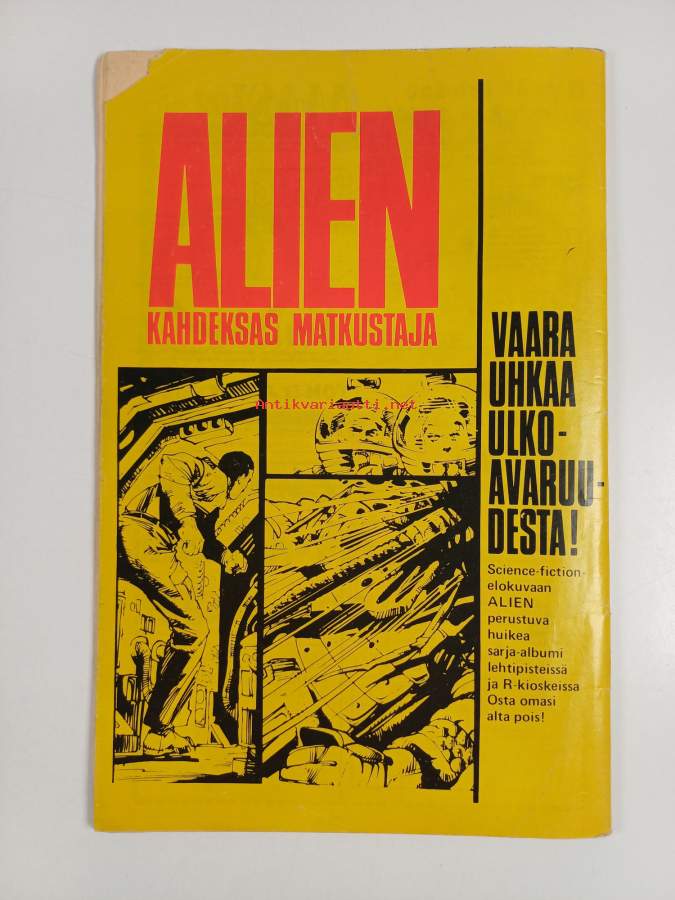 ALIEN
KAHDEKSAS MATKUSTAJA
Antikvariaatti.net
VAARA
UHKAA
ULKO-
AVARUU-
DESTA!
Science-fiction-
elokuvaan
ALIEN
perustuva
huikea
sarja-albumi
lehtipisteissä
ja R-kioskeissa
Osta omasi
alta pois!